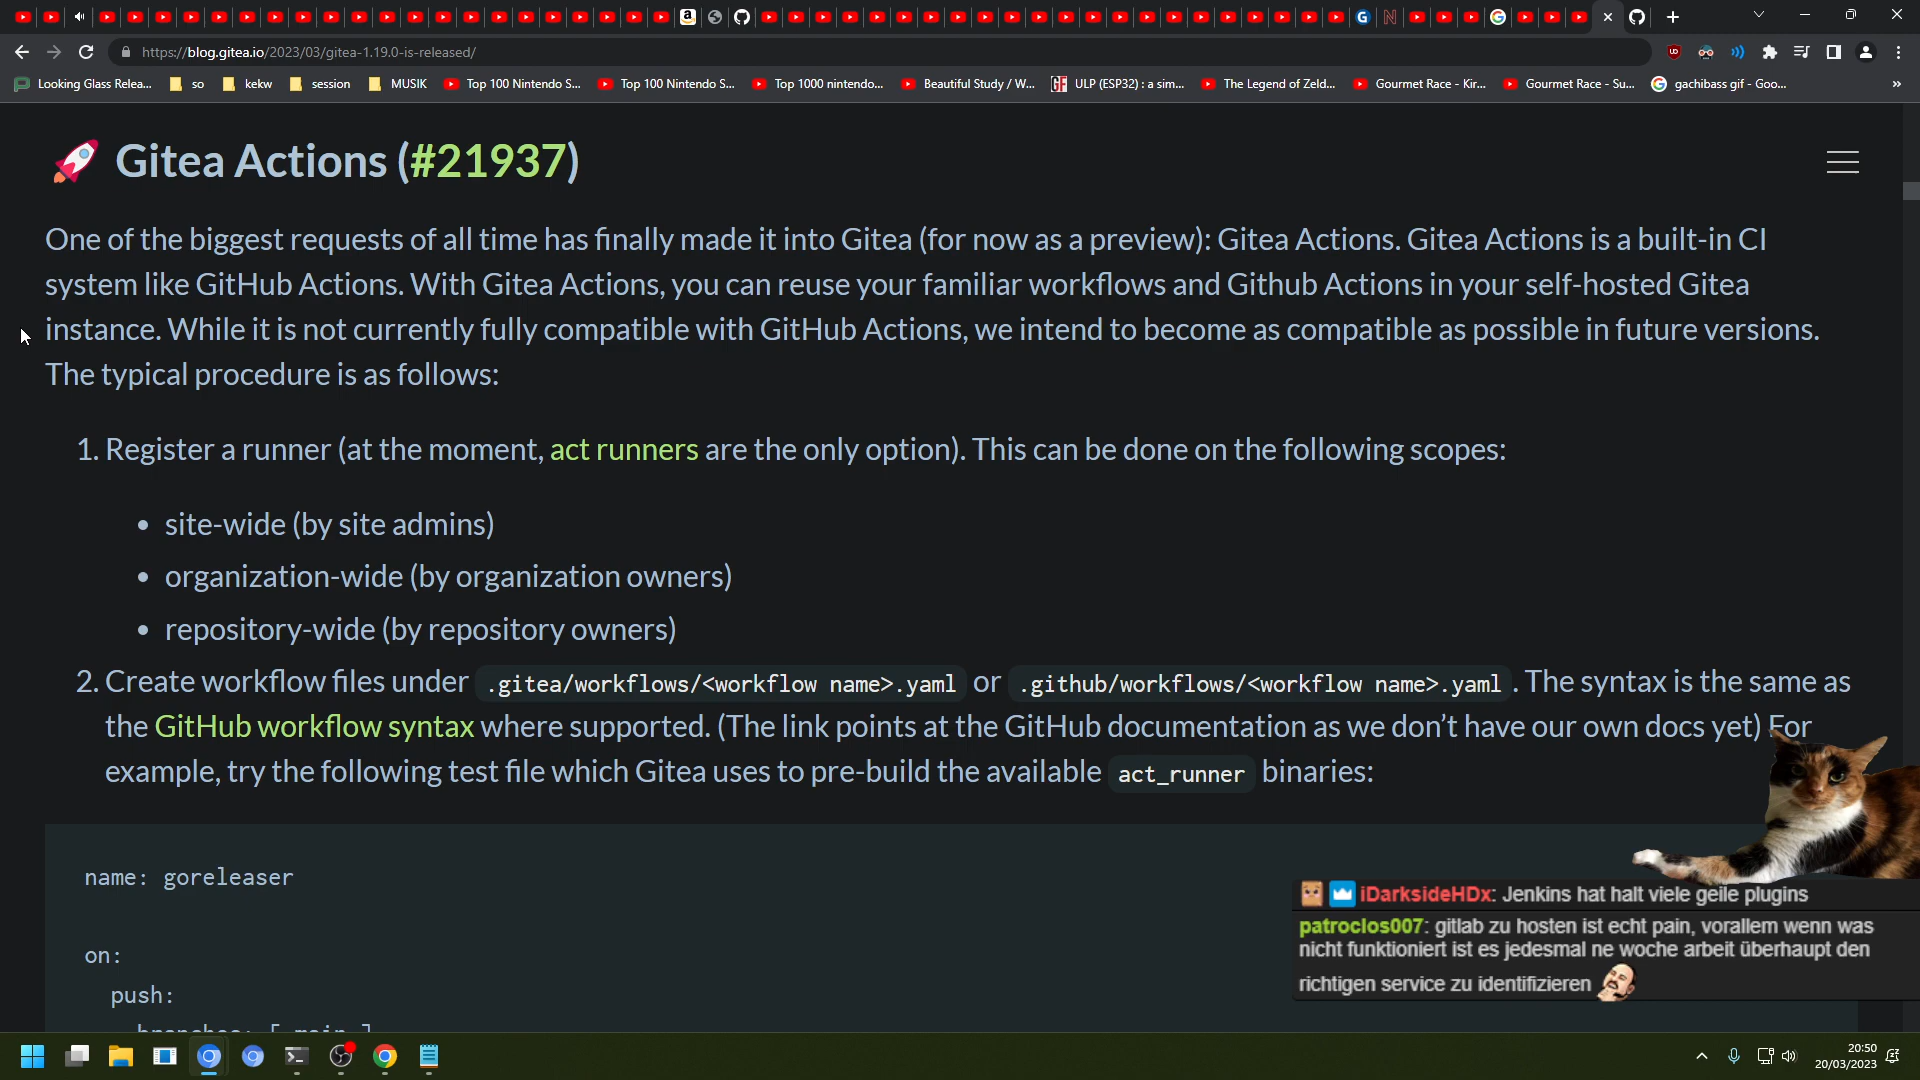 https://blog.gitea.io/2023/03/gitea-1.19.0-is-released/
Looking Glass Relea... so kekw session MUSIK Top 100 Nintendo S... Top 100 Nintendo S... Top 1000 nintendo... Beautiful Study / W... ULP (ESP32) : a sim... The Legend of Zeld... Gourmet Race - Kir... Gourmet Race - Su... gachibass gif - Goo... »
🚀 Gitea Actions (#21937)
One of the biggest requests of all time has finally made it into Gitea (for now as a preview): Gitea Actions. Gitea Actions is a built-in CI
system like GitHub Actions. With Gitea Actions, you can reuse your familiar workflows and Github Actions in your self-hosted Gitea
instance. While it is not currently fully compatible with GitHub Actions, we intend to become as compatible as possible in future versions.
The typical procedure is as follows:
1. Register a runner (at the moment, act runners are the only option). This can be done on the following scopes:
• site-wide (by site admins)
• organization-wide (by organization owners)
• repository-wide (by repository owners)
2. Create workflow files under .gitea/workflows/<workflow name>.yaml or .github/workflows/<workflow name>.yaml . The syntax is the same as
the GitHub workflow syntax where supported. (The link points at the GitHub documentation as we don’t have our own docs yet) For
example, try the following test file which Gitea uses to pre-build the available act_runner binaries:
name: goreleaser
on:
push:
branches: [ main ]
iDarksideHDx: Jenkins hat halt viele geile plugins
patroclos007: gitlab zu hosten ist echt pain, vorallem wenn was
nicht funktioniert ist es jedesmal ne woche arbeit überhaupt den
richtigen service zu identifizieren
20:50
20/03/2023